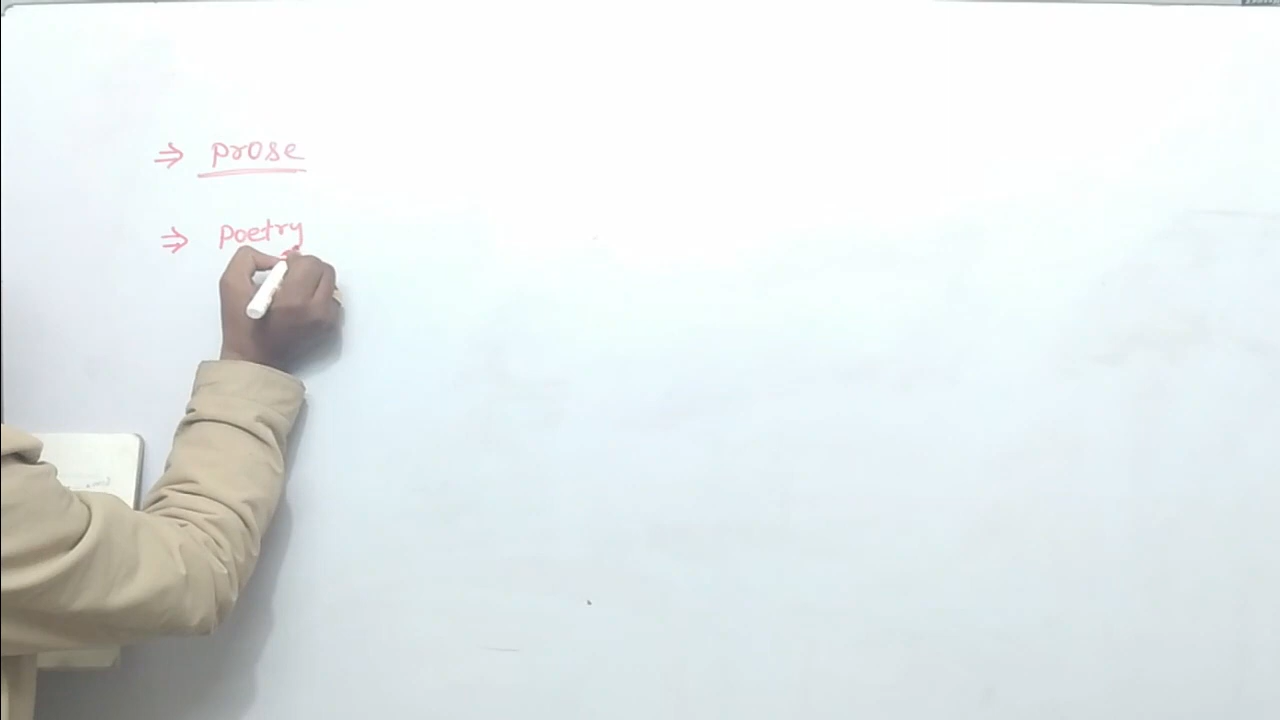 ⇒ prose
⇒ poetry